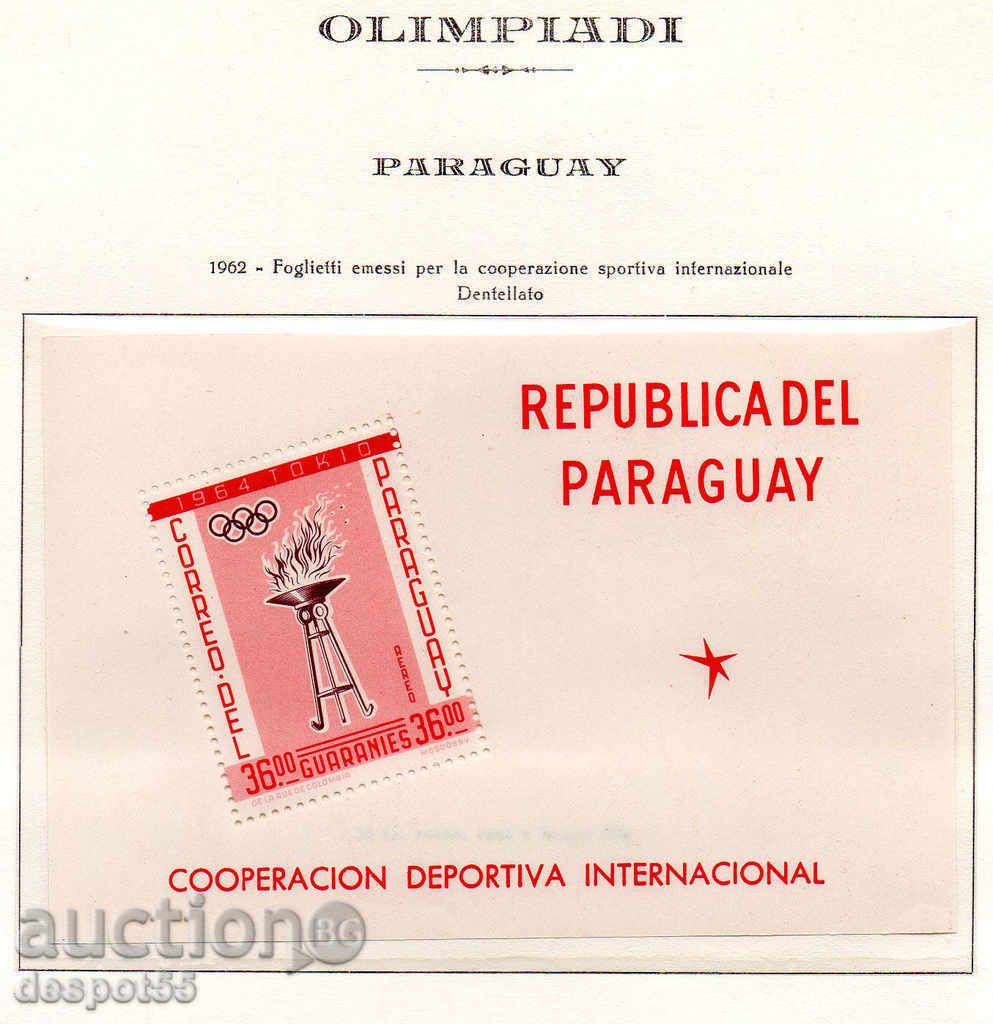 OLIMPIADI
PARAGUAY
1962 - Foglietti emessi per la cooperazione sportiva internazionale
Dentellato
REPUBLICA DEL
PARAGUAY
1964 TOKIO
CORREO·DEL
PARAGUAY
AEREO
36.00 GUARANIES 36.00
DE LA RUE DE COLOMBIA
COOPERACION DEPORTIVA INTERNACIONAL
auction BG
despot55